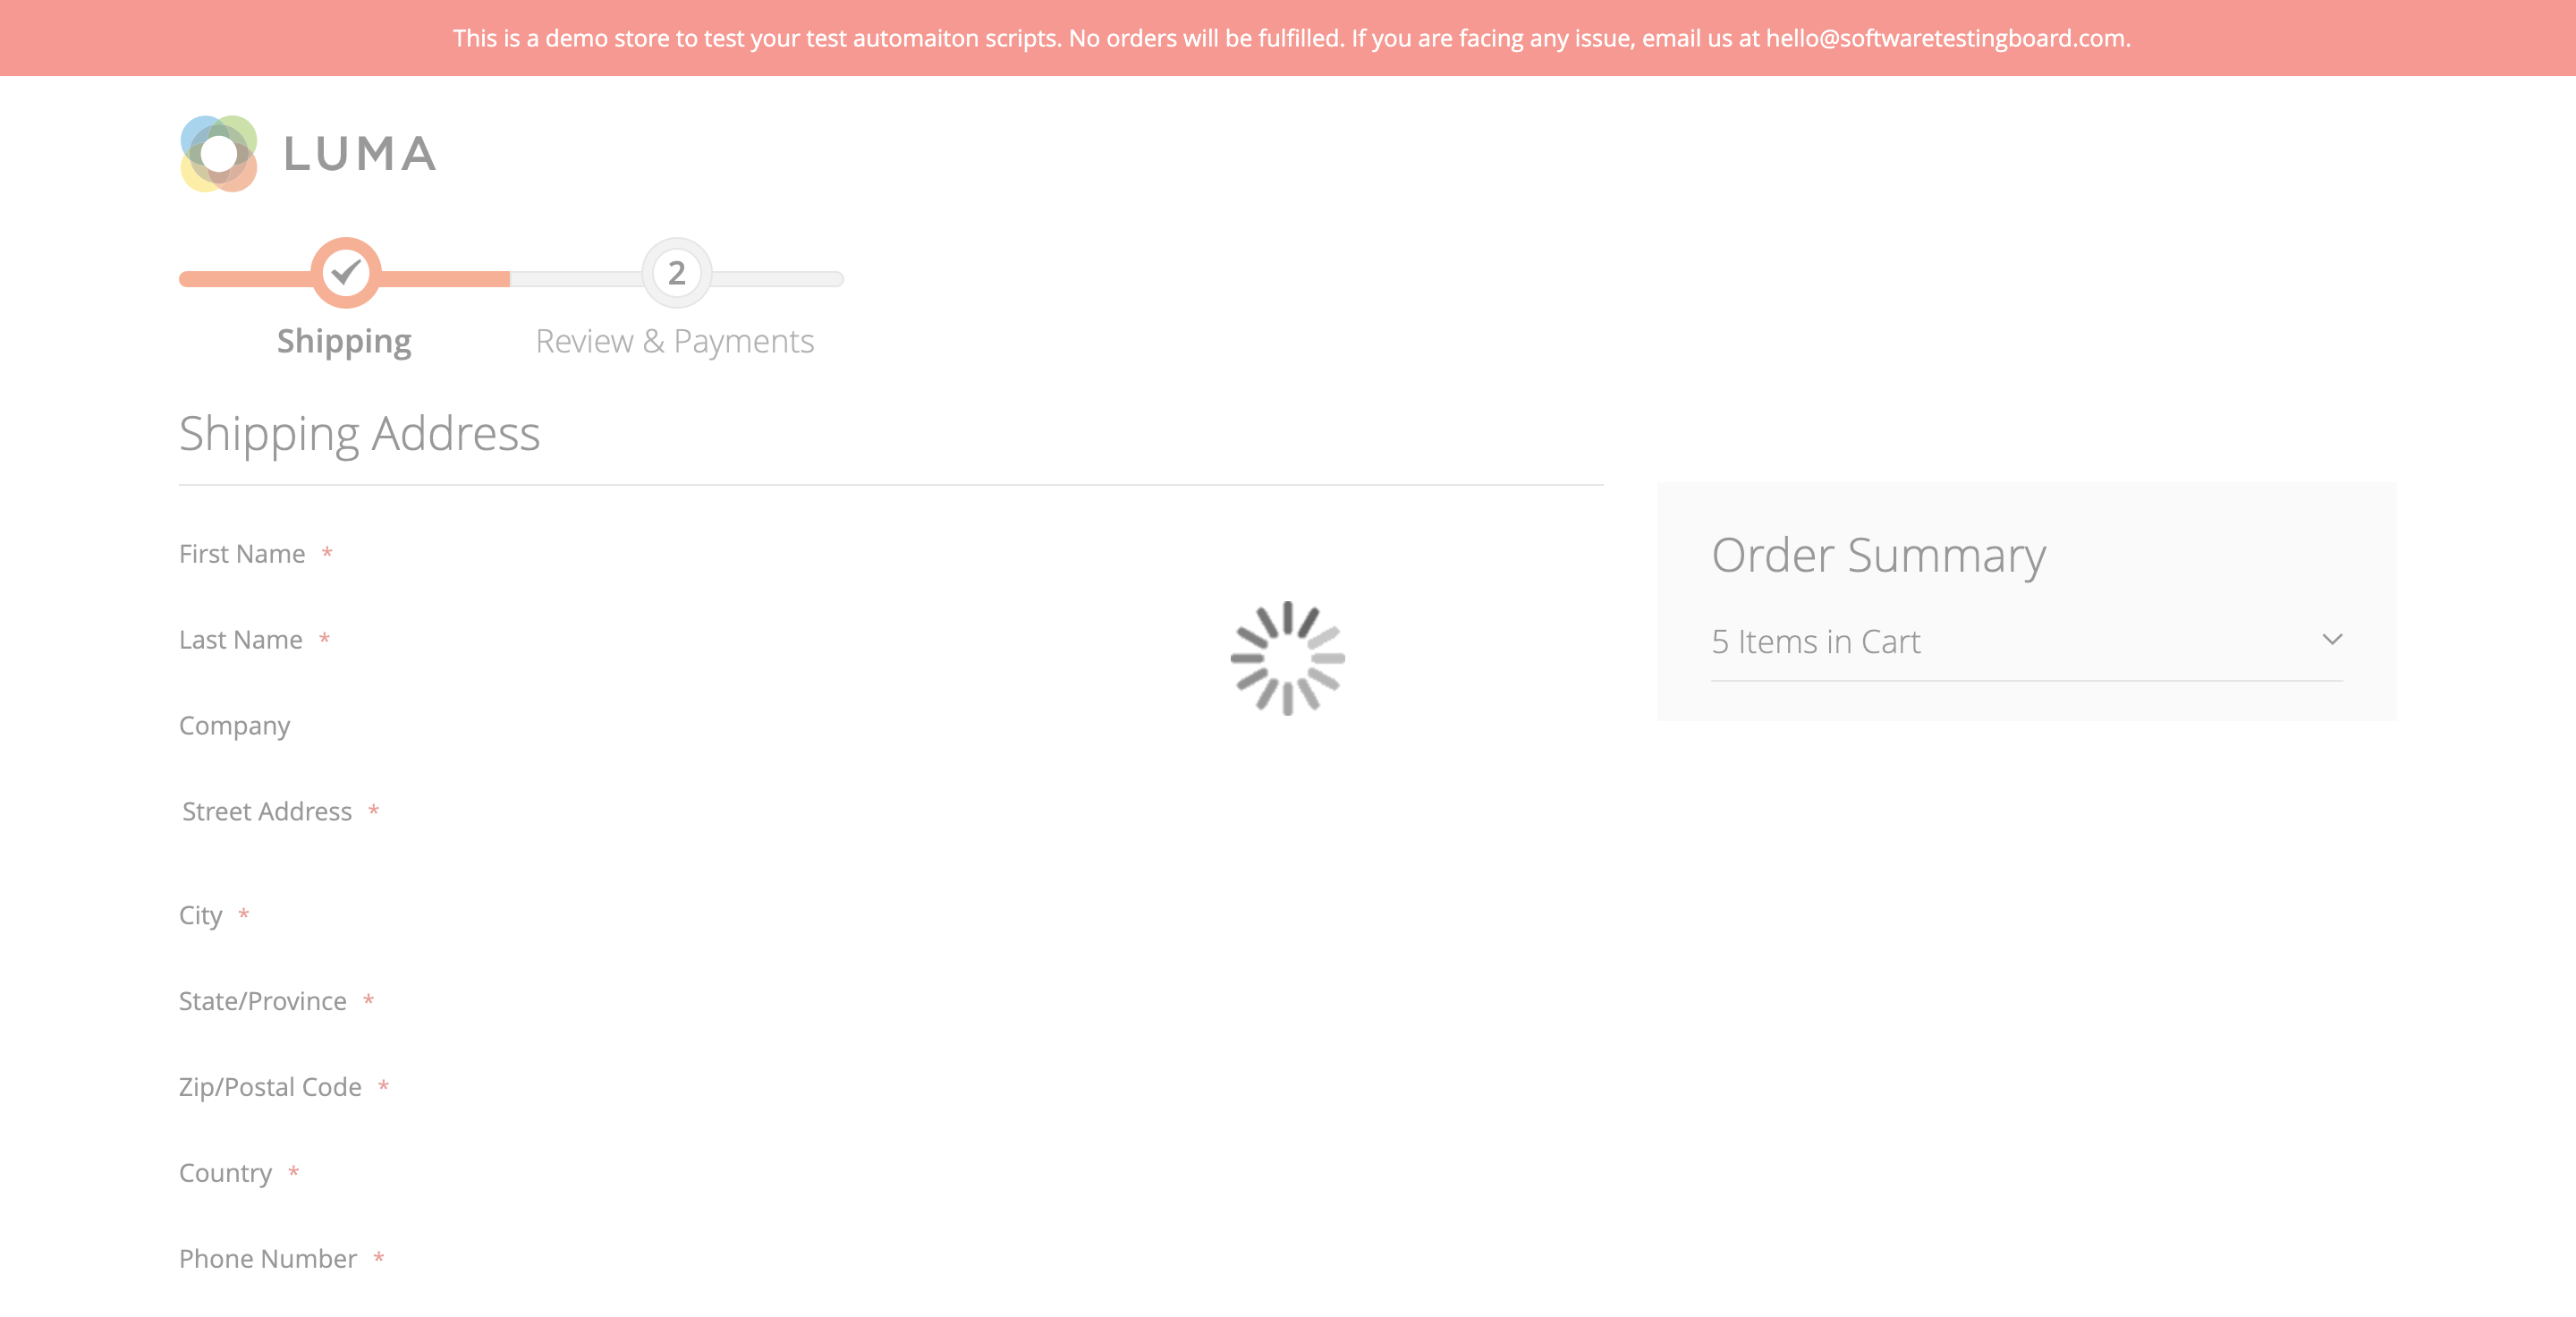 This is a demo store to test your test automaiton scripts. No orders will be fulfilled. If you are facing any issue, email us at hello@softwaretestingboard.com.
LUMA
2
Shipping
Review & Payments
Shipping Address
First Name *
Last Name *
Company
Street Address *
City *
State/Province *
Zip/Postal Code *
Country *
Phone Number *
Order Summary
5 Items in Cart